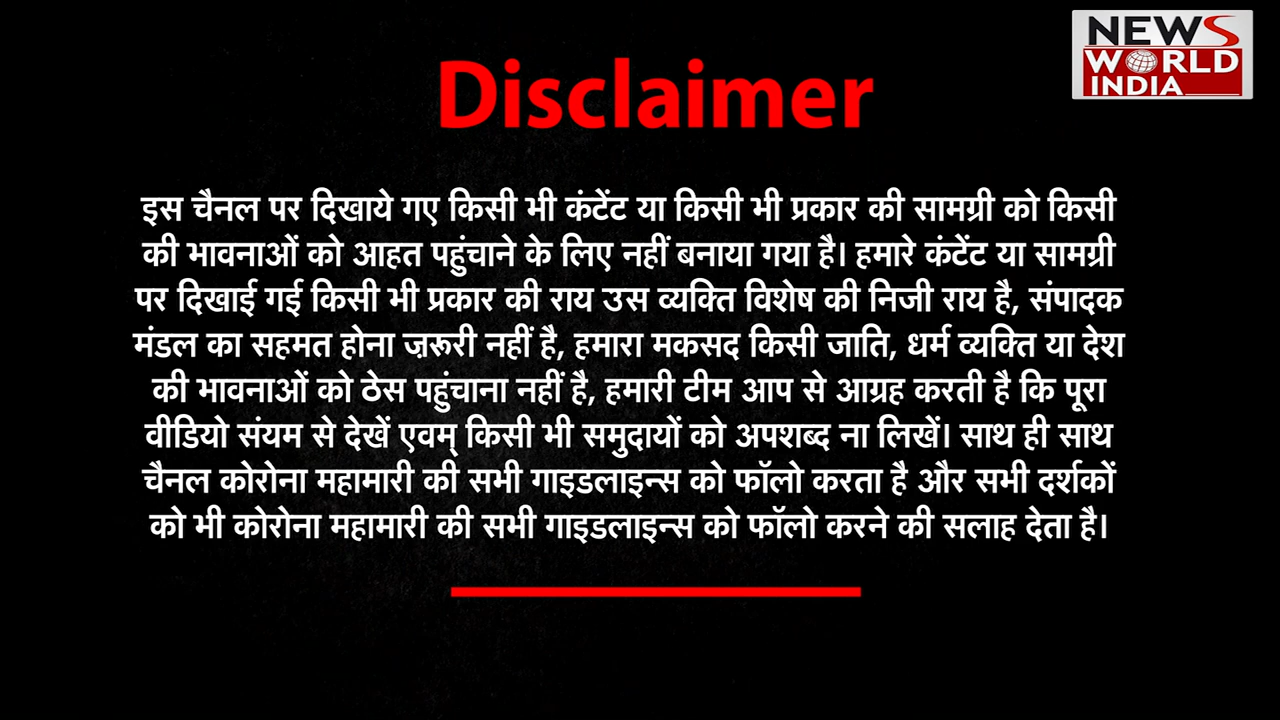 NEWS
WORLD
INDIA
Disclaimer
इस चैनल पर दिखाये गए किसी भी कंटेंट या किसी भी प्रकार की सामग्री को किसी
की भावनाओं को आहत पहुंचाने के लिए नहीं बनाया गया है। हमारे कंटेंट या सामग्री
पर दिखाई गई किसी भी प्रकार की राय उस व्यक्ति विशेष की निजी राय है, संपादक
मंडल का सहमत होना ज़रूरी नहीं है, हमारा मकसद किसी जाति, धर्म व्यक्ति या देश
की भावनाओं को ठेस पहुंचाना नहीं है, हमारी टीम आप से आग्रह करती है कि पूरा
वीडियो संयम से देखें एवम् किसी भी समुदायों को अपशब्द ना लिखें। साथ ही साथ
चैनल कोरोना महामारी की सभी गाइडलाइन्स को फॉलो करता है और सभी दर्शकों
को भी कोरोना महामारी की सभी गाइडलाइन्स को फॉलो करने की सलाह देता है।